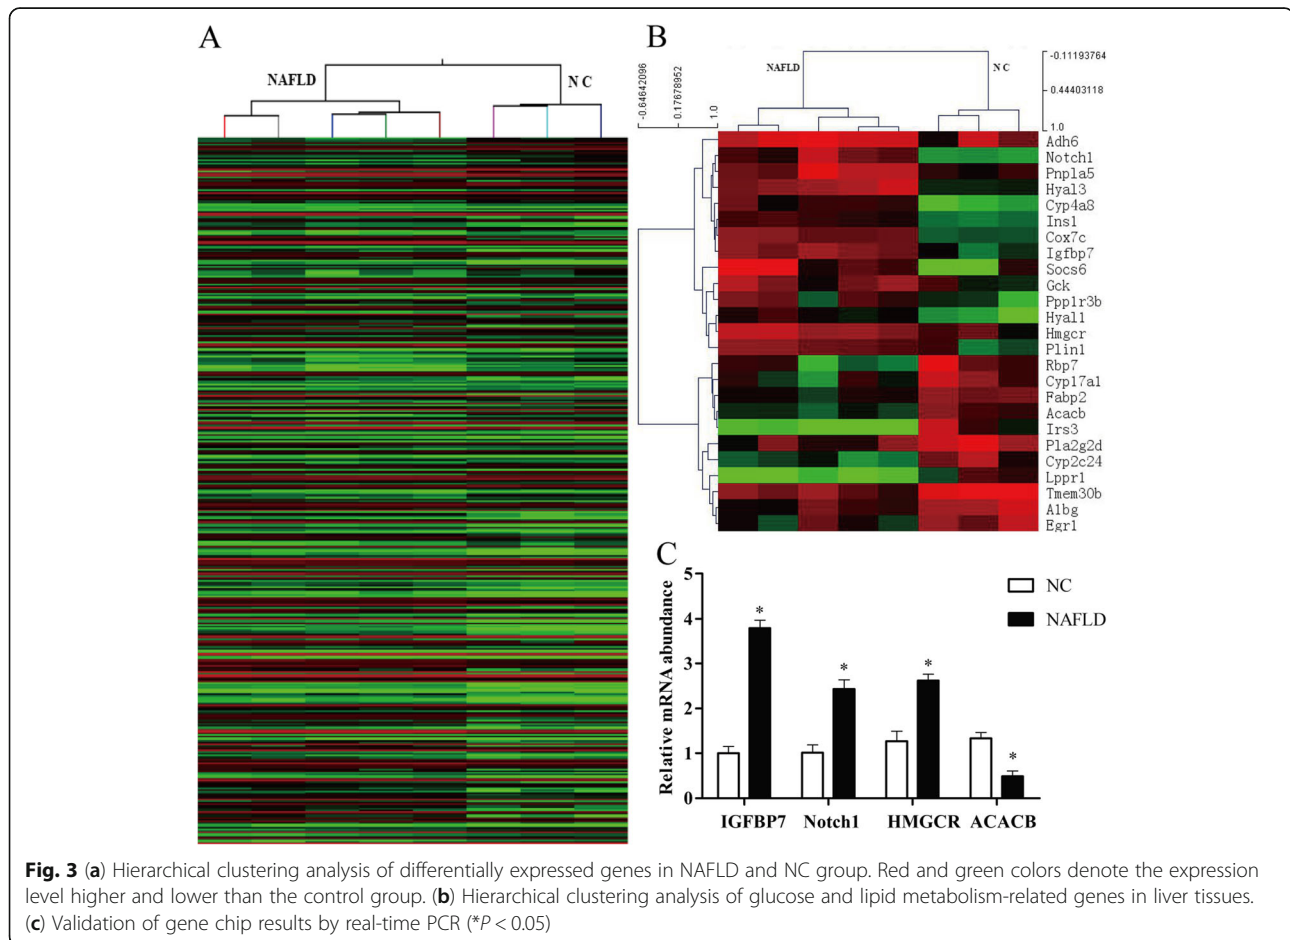 A
NAFLD
NC
B
NAFLD
NC
-0.11193764
0.44403118
1.0
-0.64642096
0.17678952
1.0
Adh6
Notch1
Pnpla5
Hyal3
Cyp4a8
Ins1
Cox7c
Igfbp7
Socs6
Gck
Ppp1r3b
Hyal1
Hmgcr
Plin1
Rbp7
Cyp17a1
Fabp2
Acacb
Irs3
Pla2g2d
Cyp2c24
Lppr1
Tmem30b
A1bg
Egr1
C
Relative mRNA abundance
5
4
3
2
1
0
NC
NAFLD
*
*
*
*
IGFBP7 Notch1 HMGCR ACACB
Fig. 3 (a) Hierarchical clustering analysis of differentially expressed genes in NAFLD and NC group. Red and green colors denote the expression
level higher and lower than the control group. (b) Hierarchical clustering analysis of glucose and lipid metabolism-related genes in liver tissues.
(c) Validation of gene chip results by real-time PCR (*P < 0.05)